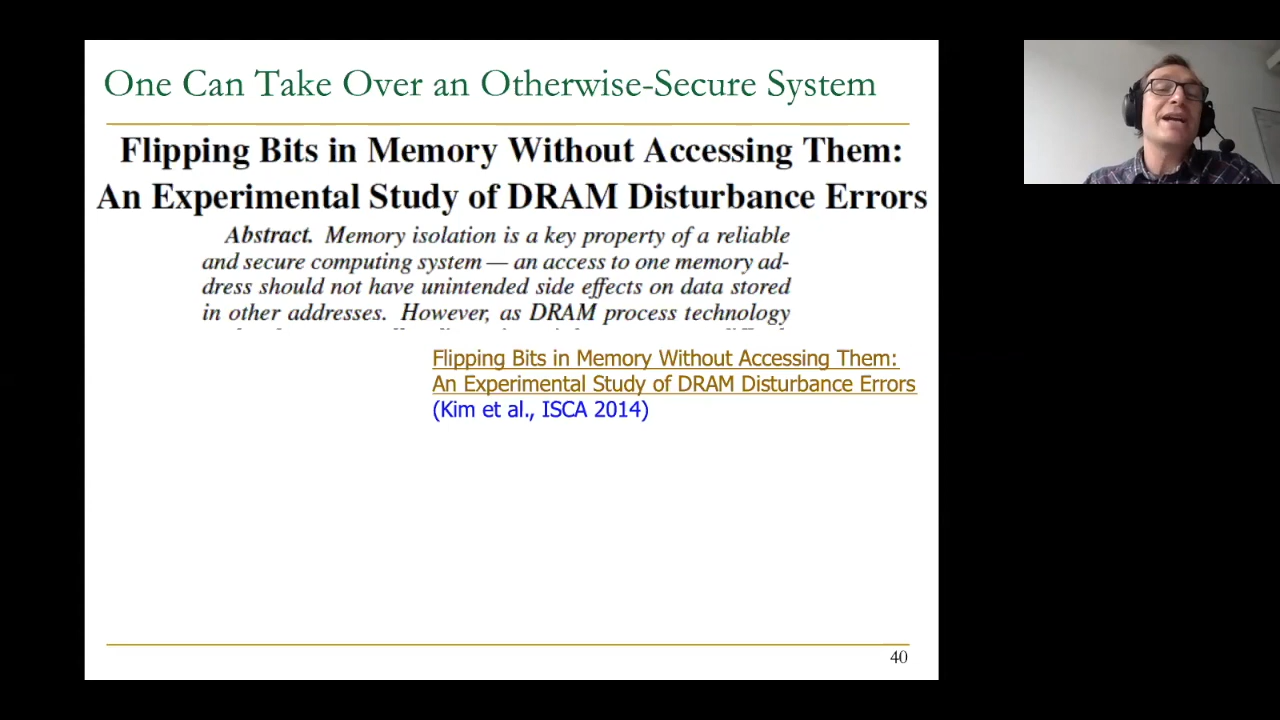 One Can Take Over an Otherwise-Secure System
Flipping Bits in Memory Without Accessing Them:
An Experimental Study of DRAM Disturbance Errors
Abstract. Memory isolation is a key property of a reliable
and secure computing system — an access to one memory ad-
dress should not have unintended side effects on data stored
in other addresses. However, as DRAM process technology
Flipping Bits in Memory Without Accessing Them:
An Experimental Study of DRAM Disturbance Errors
(Kim et al., ISCA 2014)
40